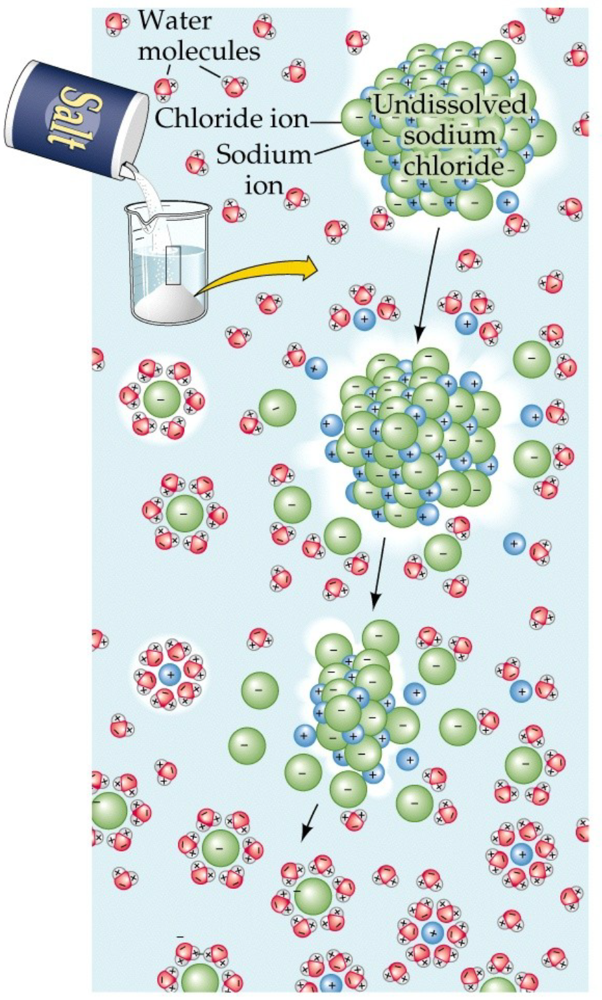 Water
molecules
Salt
Chloride ion
Undissolved
sodium
chloride
Sodium
ion